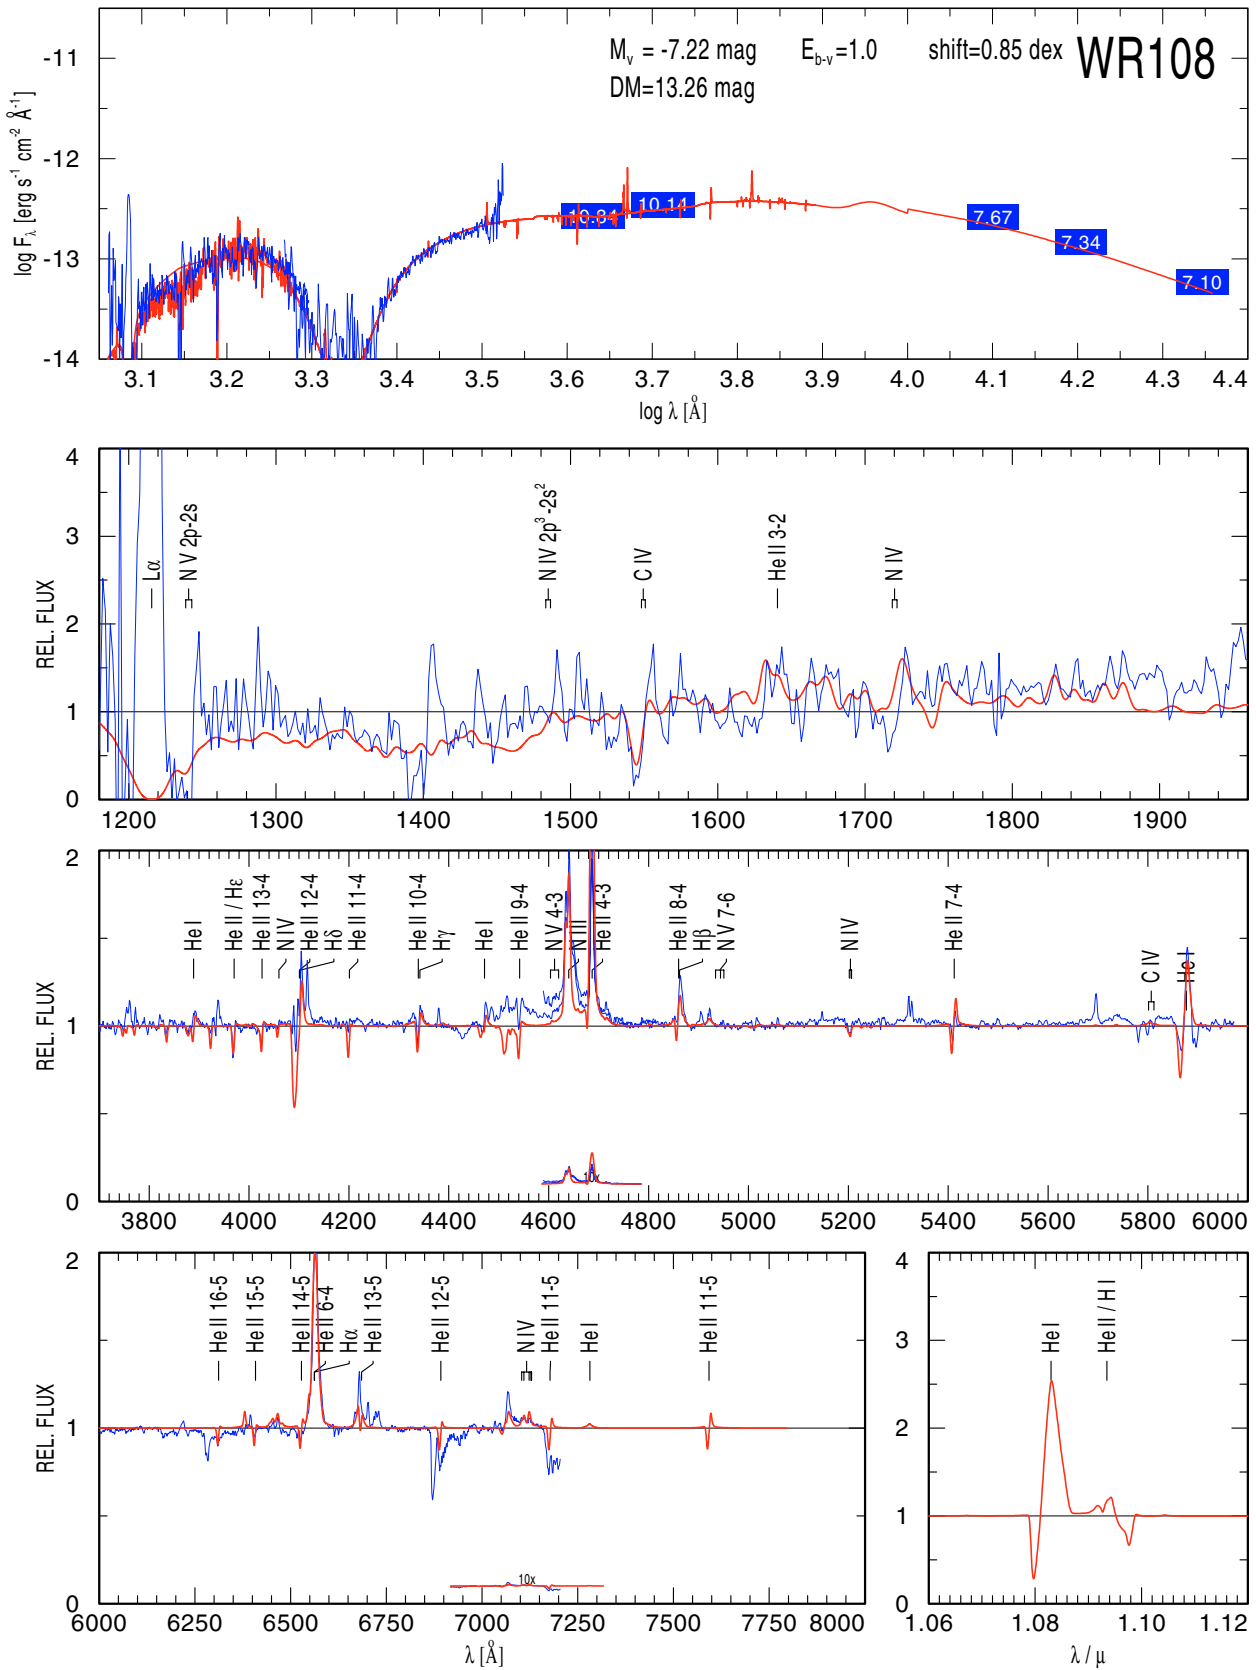 M_v = -7.22 mag E_b-v=1.0 shift=0.85 dex WR108
DM=13.26 mag
log F_λ [erg s⁻¹ cm⁻² Å⁻¹]
-11
-12
-13
-14
10.14
7.67
7.34
7.10
3.1 3.2 3.3 3.4 3.5 3.6 3.7 3.8 3.9 4.0 4.1 4.2 4.3 4.4
log λ [Å]
REL. FLUX
4
3
2
1
0
Lα
N V 2p-2s
N IV 2p³-2s²
C IV
He II 3-2
N IV
1200 1300 1400 1500 1600 1700 1800 1900
REL. FLUX
2
1
0
He I
He II / Hε
He II 13-4
N IV
He II 12-4
Hδ
He II 11-4
He II 10-4
Hγ
He I
He II 9-4
N V 4-3
N III
He II 4-3
He II 8-4
Hβ
N V 7-6
N IV
He II 7-4
C IV
He I
10x
3800 4000 4200 4400 4600 4800 5000 5200 5400 5600 5800 6000
REL. FLUX
2
1
0
He II 16-5
He II 15-5
He II 14-5
He II 6-4
Hα
He II 13-5
He II 12-5
N IV
He II 11-5
He I
He II 11-5
10x
6000 6250 6500 6750 7000 7250 7500 7750 8000
λ [Å]
4
3
2
1
0
He I
He II / H I
1.06 1.08 1.10 1.12
λ / μ